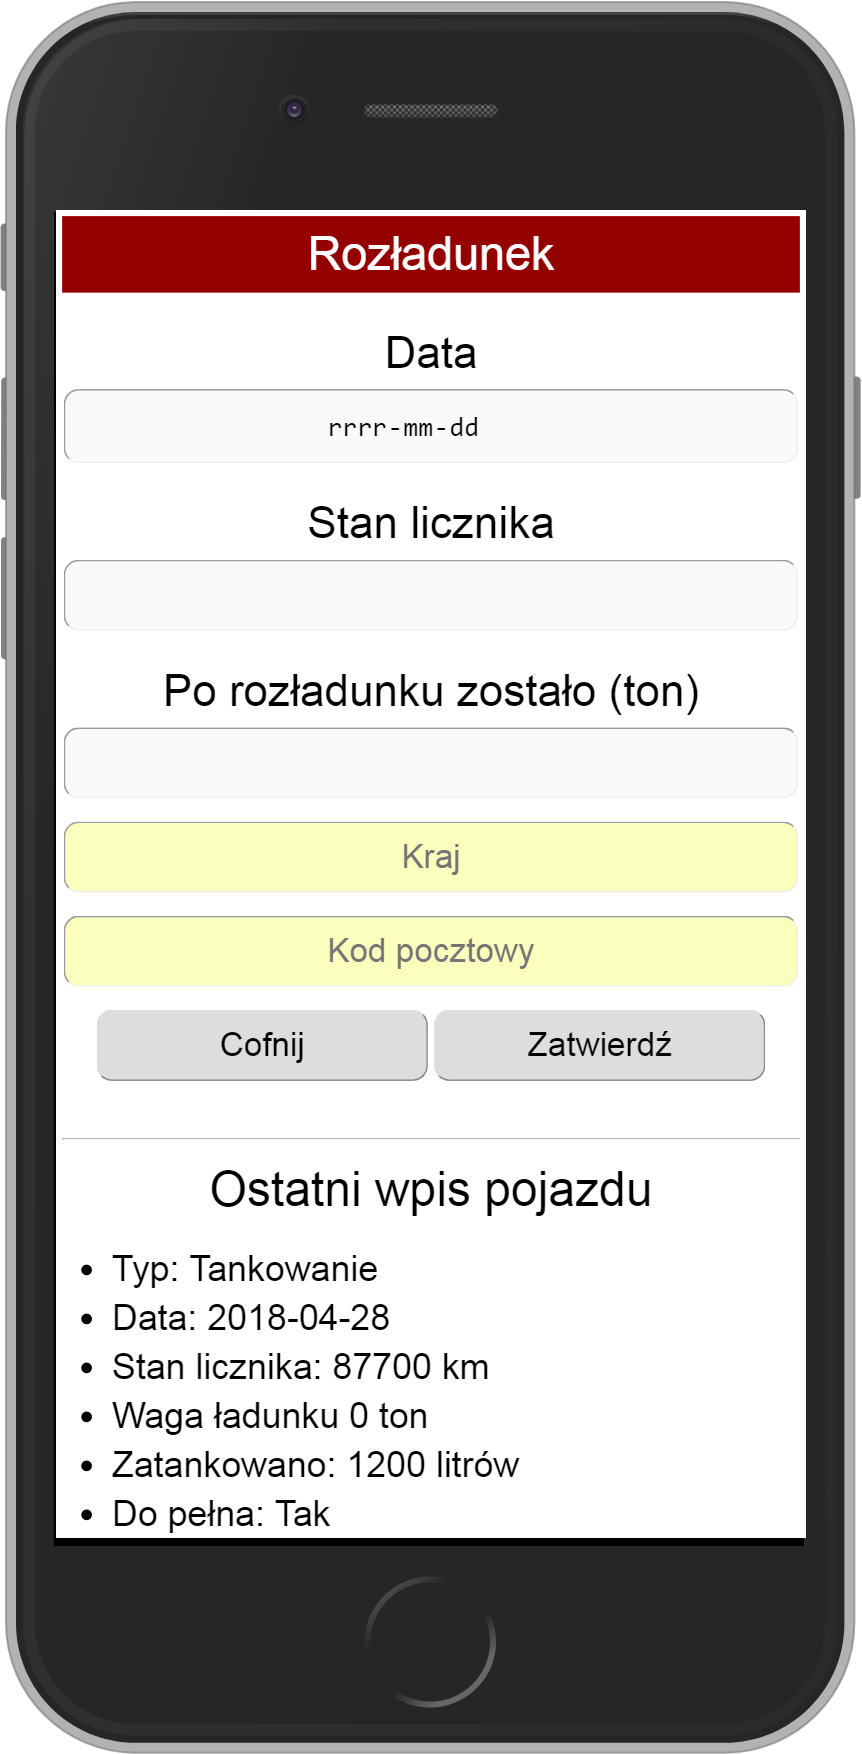 Rozładunek
Data
rrrr-mm-dd
Stan licznika
Po rozładunku zostało (ton)
Kraj
Kod pocztowy
Cofnij Zatwierdź
Ostatni wpis pojazdu
• Typ: Tankowanie
• Data: 2018-04-28
• Stan licznika: 87700 km
• Waga ładunku 0 ton
• Zatankowano: 1200 litrów
• Do pełna: Tak